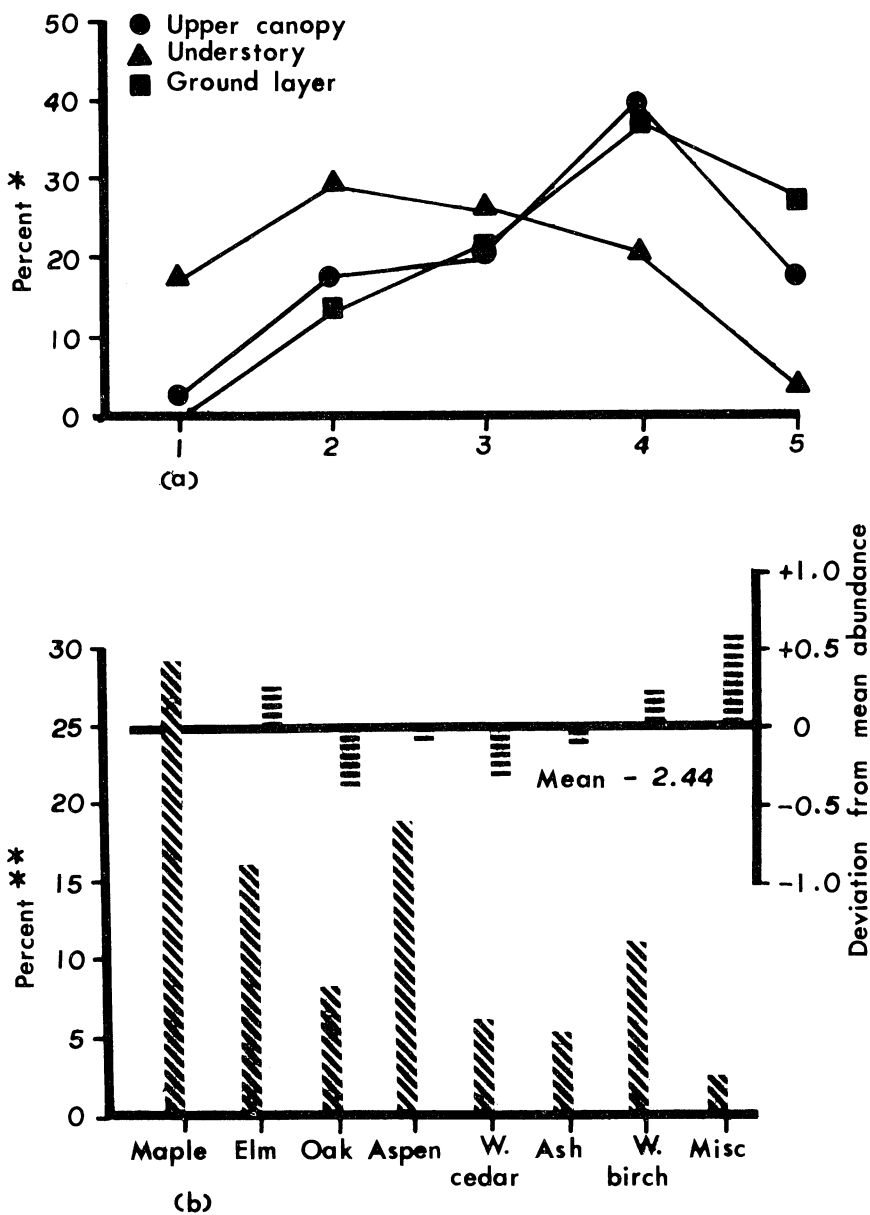 50
Upper canopy
Understory
Ground layer
40
30
20
10
0
Percent *
1 2 3 4 5
(a)
Deviation from mean abundance
+1.0
+0.5
0
-0.5
-1.0
30
25
20
15
10
5
0
Percent **
Mean - 2.44
Maple Elm Oak Aspen W. cedar Ash W. birch Misc
(b)